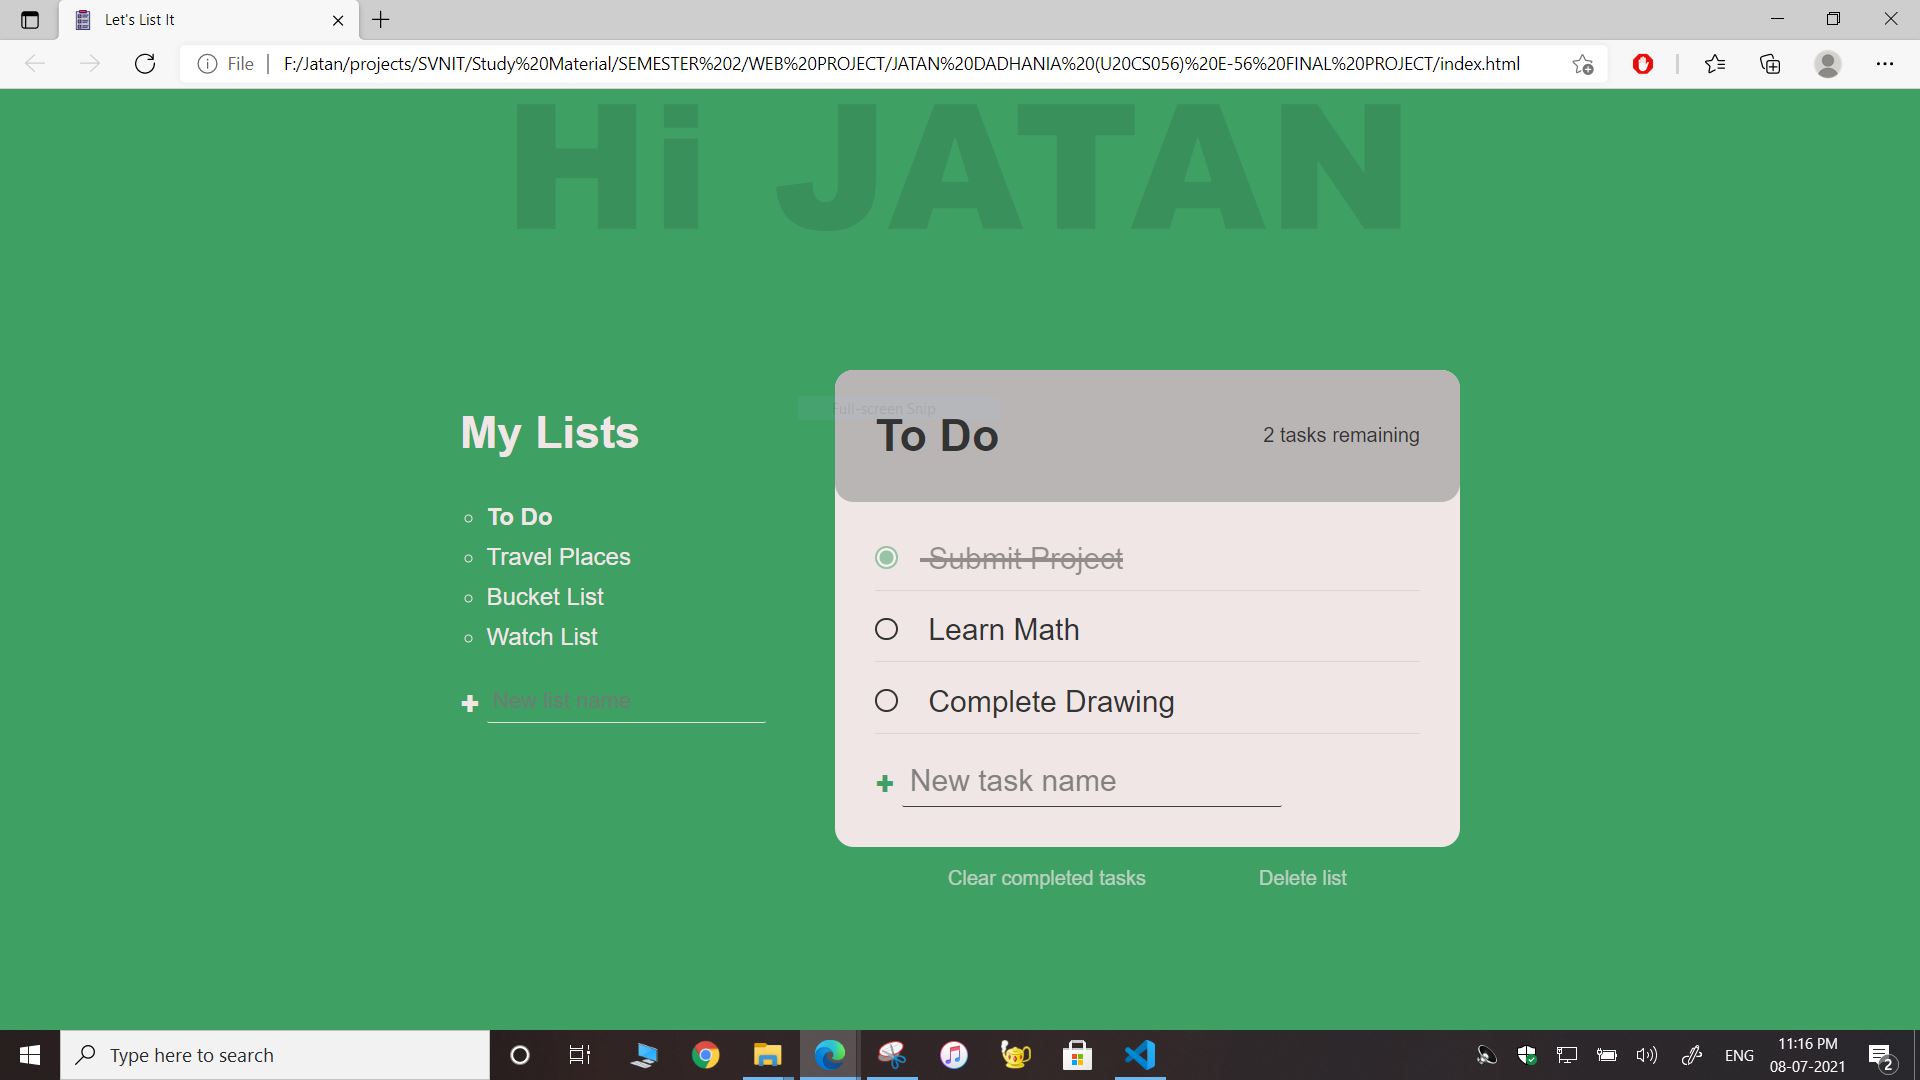 Let's List It
File
F:/Jatan/projects/SVNIT/Study%20Material/SEMESTER%202/WEB%20PROJECT/JATAN%20DADHANIA%20(U20CS056)%20E-56%20FINAL%20PROJECT/index.html
Hi JATAN
My Lists
To Do
Travel Places
Bucket List
Watch List
New list name
Full-screen Snip
To Do
2 tasks remaining
Submit Project
Learn Math
Complete Drawing
New task name
Clear completed tasks
Delete list
Type here to search
ENG
11:16 PM
08-07-2021
2